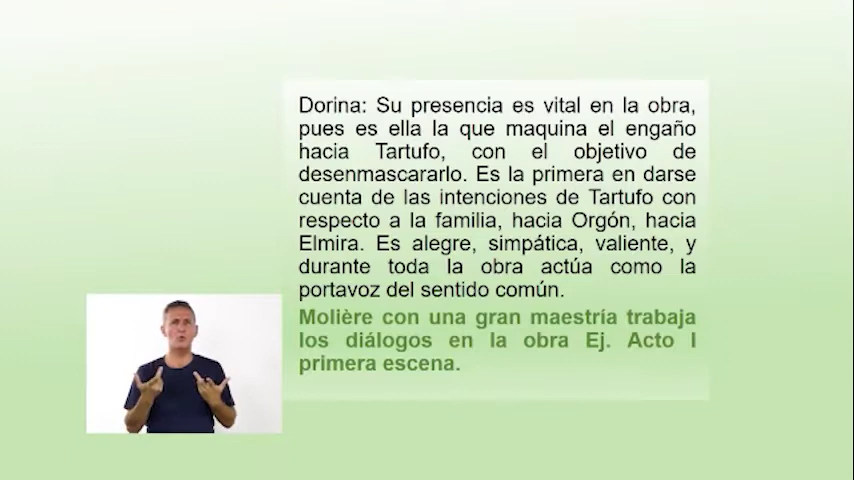 Dorina: Su presencia es vital en la obra,
pues es ella la que maquina el engaño
hacia Tartufo, con el objetivo de
desenmascararlo. Es la primera en darse
cuenta de las intenciones de Tartufo con
respecto a la familia, hacia Orgón, hacia
Elmira. Es alegre, simpática, valiente, y
durante toda la obra actúa como la
portavoz del sentido común.
Molière con una gran maestría trabaja
los diálogos en la obra Ej. Acto I
primera escena.